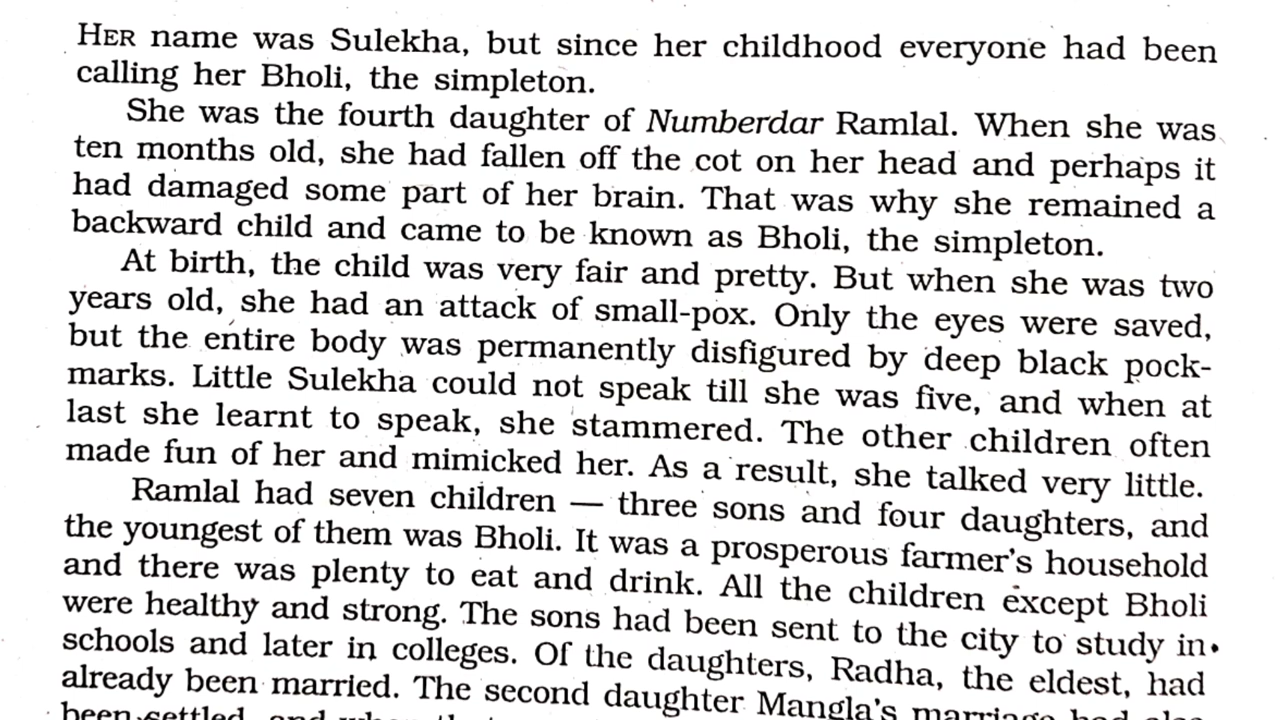 HER name was Sulekha, but since her childhood everyone had been
calling her Bholi, the simpleton.
She was the fourth daughter of Numberdar Ramlal. When she was
ten months old, she had fallen off the cot on her head and perhaps it
had damaged some part of her brain. That was why she remained a
backward child and came to be known as Bholi, the simpleton.
At birth, the child was very fair and pretty. But when she was two
years old, she had an attack of small-pox. Only the eyes were saved,
but the entire body was permanently disfigured by deep black pock-
marks. Little Sulekha could not speak till she was five, and when at
last she learnt to speak, she stammered. The other children often
made fun of her and mimicked her. As a result, she talked very little.
Ramlal had seven children — three sons and four daughters, and
the youngest of them was Bholi. It was a prosperous farmer's household
and there was plenty to eat and drink. All the children except Bholi
were healthy and strong. The sons had been sent to the city to study in
schools and later in colleges. Of the daughters, Radha, the eldest, had
already been married. The second daughter Mangla's marriage had also
been settled, and when